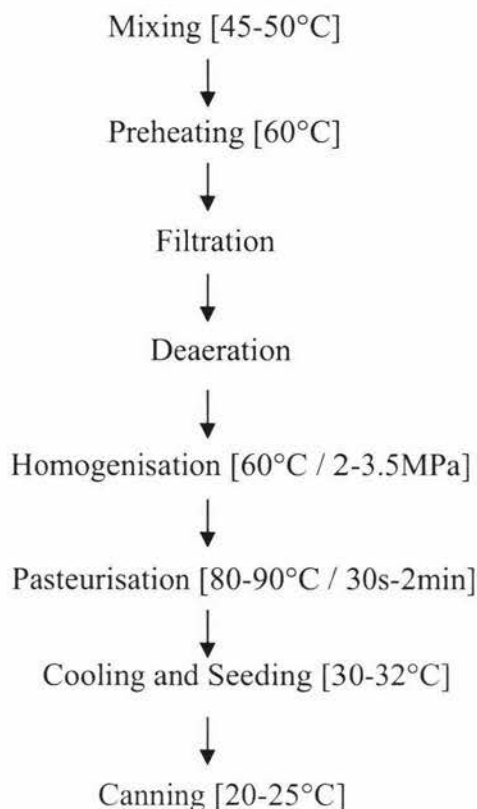 Mixing [45-50°C]
Preheating [60°C]
Filtration
Deaeration
Homogenisation [60°C / 2-3.5MPa]
Pasteurisation [80-90°C / 30s-2min]
Cooling and Seeding [30-32°C]
Canning [20-25°C]